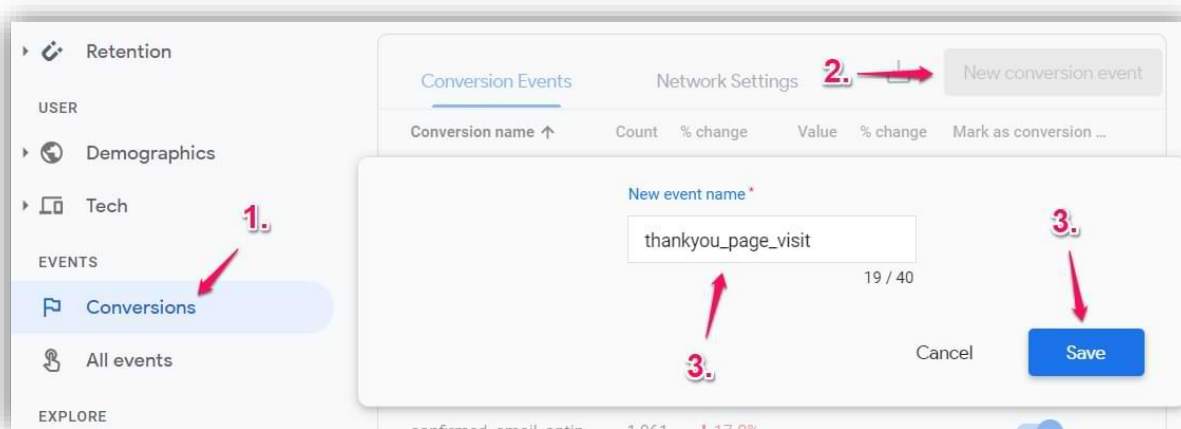 Retention
USER
Demographics
Tech
1.
EVENTS
Conversions
All events
EXPLORE
Conversion Events Network Settings 2. New conversion event
Conversion name ↑ Count % change Value % change Mark as conversion ...
New event name *
thankyou_page_visit
19 / 40
3.
3.
Cancel Save